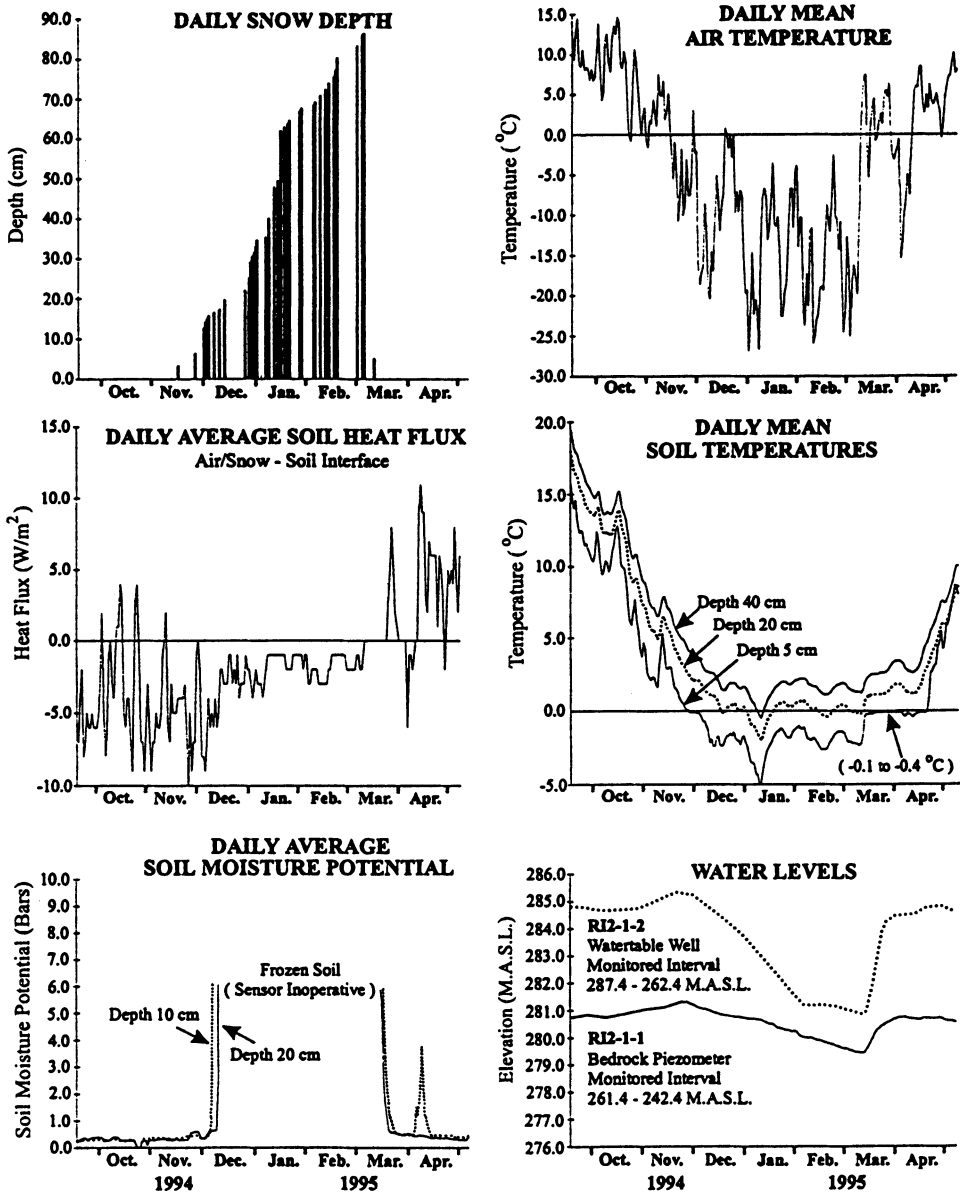 DAILY SNOW DEPTH
90.0
80.0
70.0
60.0
50.0
40.0
30.0
20.0
10.0
0.0
Depth (cm)
Oct. Nov. Dec. Jan. Feb. Mar. Apr.
DAILY MEAN
AIR TEMPERATURE
15.0
10.0
5.0
0.0
-5.0
-10.0
-15.0
-20.0
-25.0
-30.0
Temperature (°C)
Oct. Nov. Dec. Jan. Feb. Mar. Apr.
DAILY AVERAGE SOIL HEAT FLUX
Air/Snow - Soil Interface
15.0
10.0
5.0
0.0
-5.0
-10.0
Heat Flux (W/m²)
Oct. Nov. Dec. Jan. Feb. Mar. Apr.
DAILY MEAN
SOIL TEMPERATURES
20.0
15.0
10.0
5.0
0.0
-5.0
Temperature (°C)
Depth 40 cm
Depth 20 cm
Depth 5 cm
(-0.1 to -0.4 °C)
Oct. Nov. Dec. Jan. Feb. Mar. Apr.
DAILY AVERAGE
SOIL MOISTURE POTENTIAL
10.0
9.0
8.0
7.0
6.0
5.0
4.0
3.0
2.0
1.0
0.0
Soil Moisture Potential (Bars)
Frozen Soil
(Sensor Inoperative)
Depth 10 cm
Depth 20 cm
Oct. Nov. Dec. Jan. Feb. Mar. Apr.
1994 1995
WATER LEVELS
286.0
285.0
284.0
283.0
282.0
281.0
280.0
279.0
278.0
277.0
276.0
Elevation (M.A.S.L.)
RI2-1-2
Watertable Well
Monitored Interval
287.4 - 262.4 M.A.S.L.
RI2-1-1
Bedrock Piezometer
Monitored Interval
261.4 - 242.4 M.A.S.L.
Oct. Nov. Dec. Jan. Feb. Mar. Apr.
1994 1995